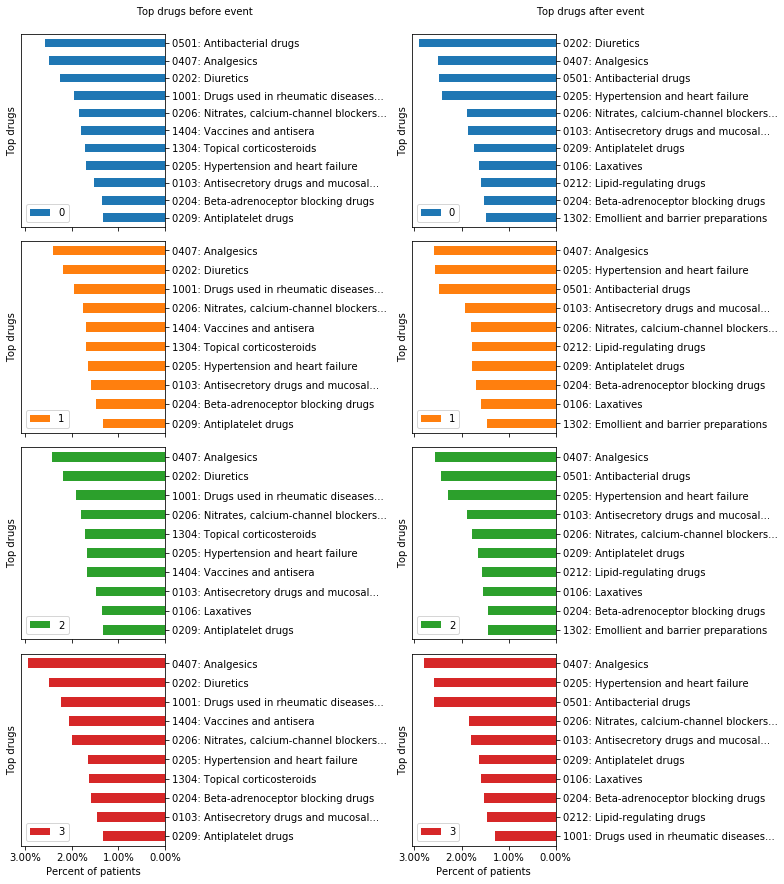 Top drugs before event
Top drugs
0501: Antibacterial drugs
0407: Analgesics
0202: Diuretics
1001: Drugs used in rheumatic diseases...
0206: Nitrates, calcium-channel blockers...
1404: Vaccines and antisera
1304: Topical corticosteroids
0205: Hypertension and heart failure
0103: Antisecretory drugs and mucosal...
0204: Beta-adrenoceptor blocking drugs
0209: Antiplatelet drugs
0
Top drugs
0407: Analgesics
0202: Diuretics
1001: Drugs used in rheumatic diseases...
0206: Nitrates, calcium-channel blockers...
1404: Vaccines and antisera
1304: Topical corticosteroids
0205: Hypertension and heart failure
0103: Antisecretory drugs and mucosal...
0204: Beta-adrenoceptor blocking drugs
0209: Antiplatelet drugs
1
Top drugs
0407: Analgesics
0202: Diuretics
1001: Drugs used in rheumatic diseases...
0206: Nitrates, calcium-channel blockers...
1304: Topical corticosteroids
0205: Hypertension and heart failure
1404: Vaccines and antisera
0103: Antisecretory drugs and mucosal...
0106: Laxatives
0209: Antiplatelet drugs
2
Top drugs
0407: Analgesics
0202: Diuretics
1001: Drugs used in rheumatic diseases...
1404: Vaccines and antisera
0206: Nitrates, calcium-channel blockers...
0205: Hypertension and heart failure
1304: Topical corticosteroids
0204: Beta-adrenoceptor blocking drugs
0103: Antisecretory drugs and mucosal...
0209: Antiplatelet drugs
3
3.00% 2.00% 1.00% 0.00%
Percent of patients
Top drugs after event
Top drugs
0202: Diuretics
0407: Analgesics
0501: Antibacterial drugs
0205: Hypertension and heart failure
0206: Nitrates, calcium-channel blockers...
0103: Antisecretory drugs and mucosal...
0209: Antiplatelet drugs
0106: Laxatives
0212: Lipid-regulating drugs
0204: Beta-adrenoceptor blocking drugs
1302: Emollient and barrier preparations
0
Top drugs
0407: Analgesics
0205: Hypertension and heart failure
0501: Antibacterial drugs
0103: Antisecretory drugs and mucosal...
0206: Nitrates, calcium-channel blockers...
0212: Lipid-regulating drugs
0209: Antiplatelet drugs
0204: Beta-adrenoceptor blocking drugs
0106: Laxatives
1302: Emollient and barrier preparations
1
Top drugs
0407: Analgesics
0501: Antibacterial drugs
0205: Hypertension and heart failure
0103: Antisecretory drugs and mucosal...
0206: Nitrates, calcium-channel blockers...
0209: Antiplatelet drugs
0212: Lipid-regulating drugs
0106: Laxatives
0204: Beta-adrenoceptor blocking drugs
1302: Emollient and barrier preparations
2
Top drugs
0407: Analgesics
0205: Hypertension and heart failure
0501: Antibacterial drugs
0206: Nitrates, calcium-channel blockers...
0103: Antisecretory drugs and mucosal...
0209: Antiplatelet drugs
0106: Laxatives
0204: Beta-adrenoceptor blocking drugs
0212: Lipid-regulating drugs
1001: Drugs used in rheumatic diseases...
3
3.00% 2.00% 1.00% 0.00%
Percent of patients